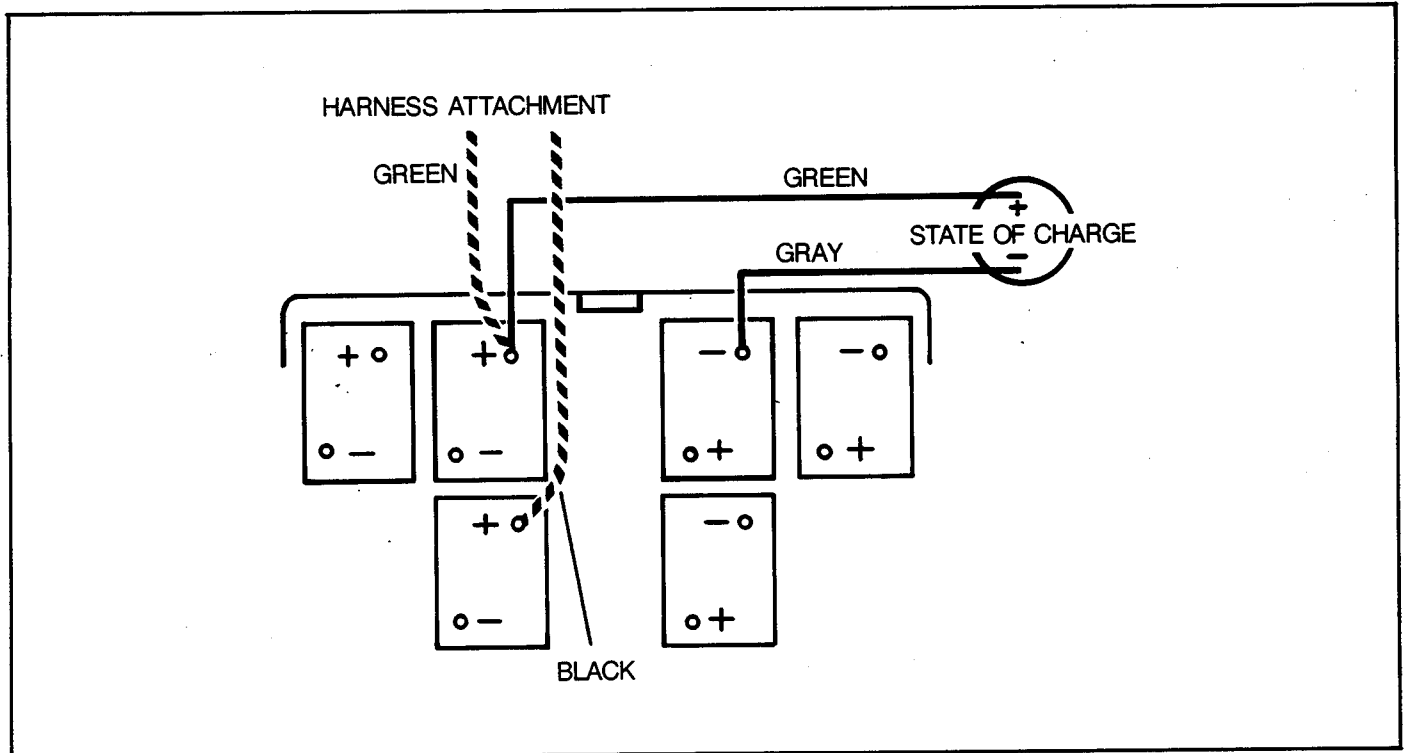 HARNESS ATTACHMENT
GREEN
GREEN
+
STATE OF CHARGE
GRAY
−
+
+
−
−
−
−
+
+
+
−
−
+
BLACK